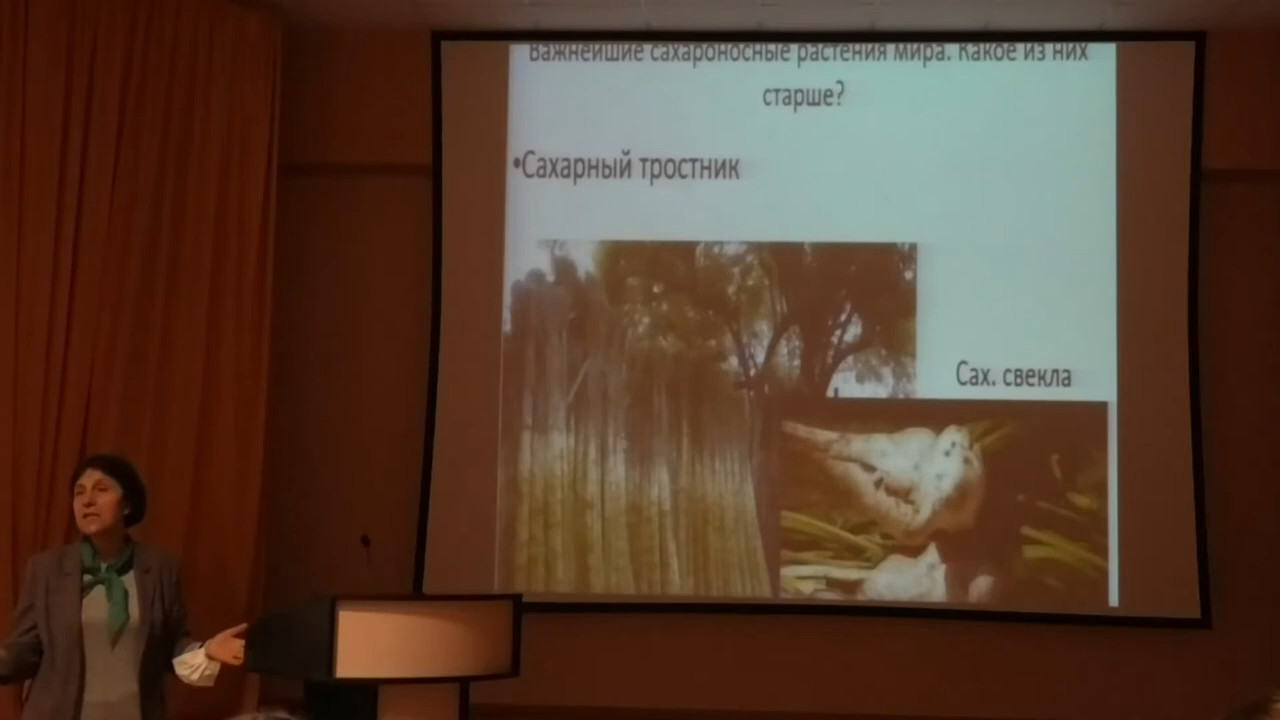 Важнейшие сахароносные растения мира. Какое из них
старше?
•Сахарный тростник
Сах. свекла